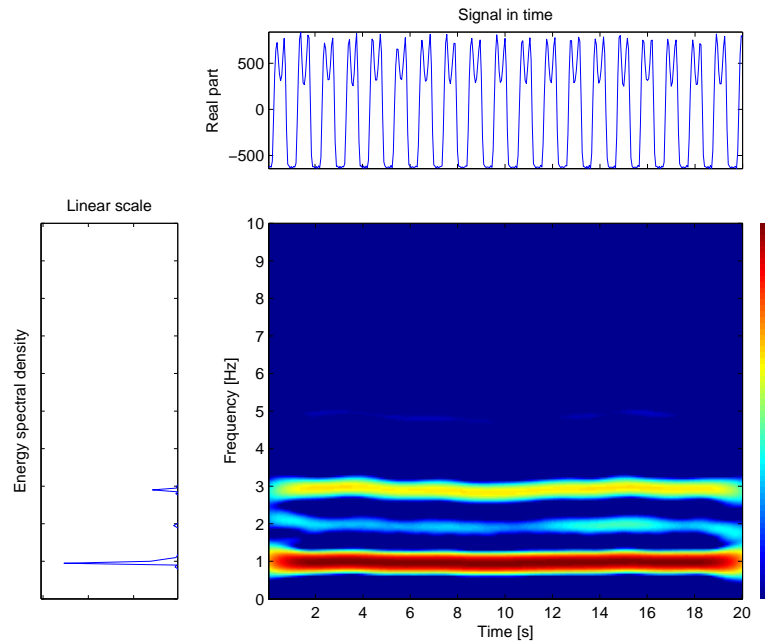 Signal in time
Real part
500
0
−500
Linear scale
Energy spectral density
Frequency [Hz]
10
9
8
7
6
5
4
3
2
1
0
2 4 6 8 10 12 14 16 18 20
Time [s]